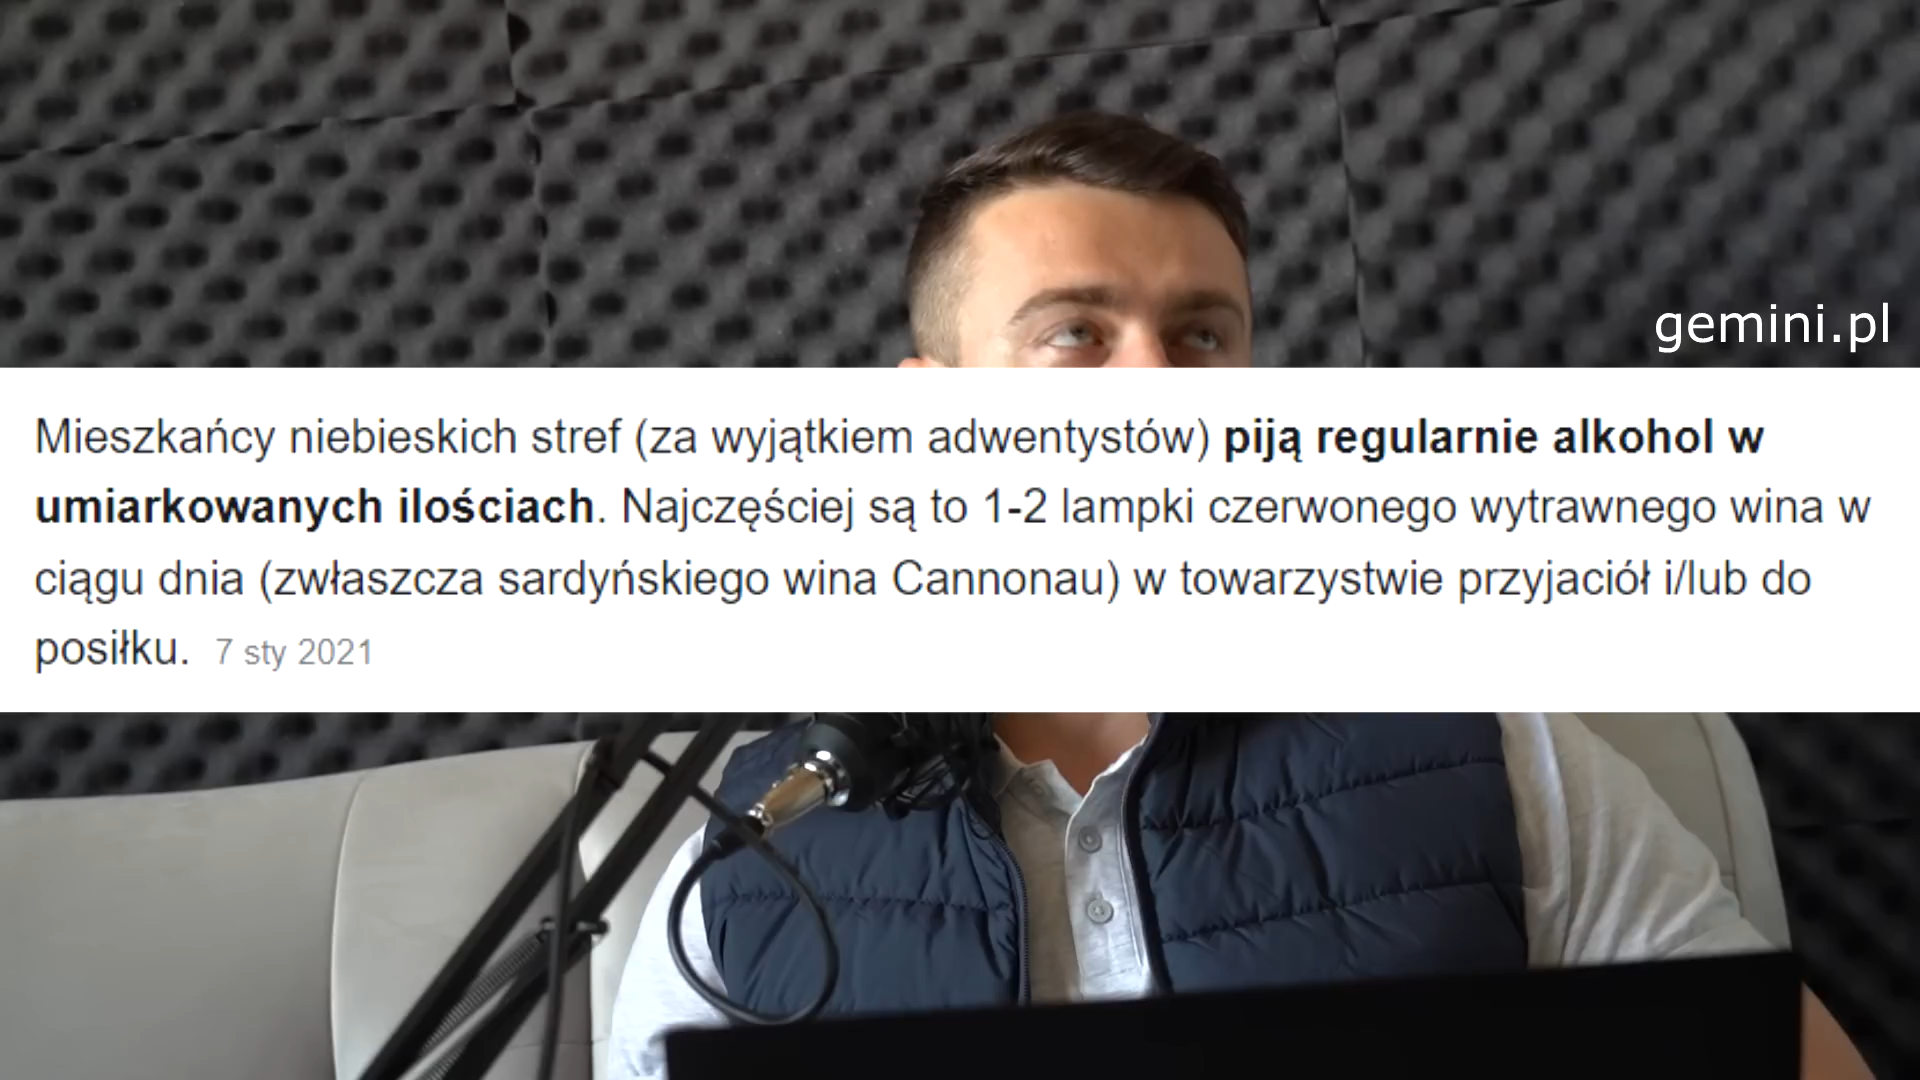 gemini.pl
Mieszkańcy niebieskich stref (za wyjątkiem adwentystów) piją regularnie alkohol w
umiarkowanych ilościach. Najczęściej są to 1-2 lampki czerwonego wytrawnego wina w
ciągu dnia (zwłaszcza sardyńskiego wina Cannonau) w towarzystwie przyjaciół i/lub do
posiłku. 7 sty 2021